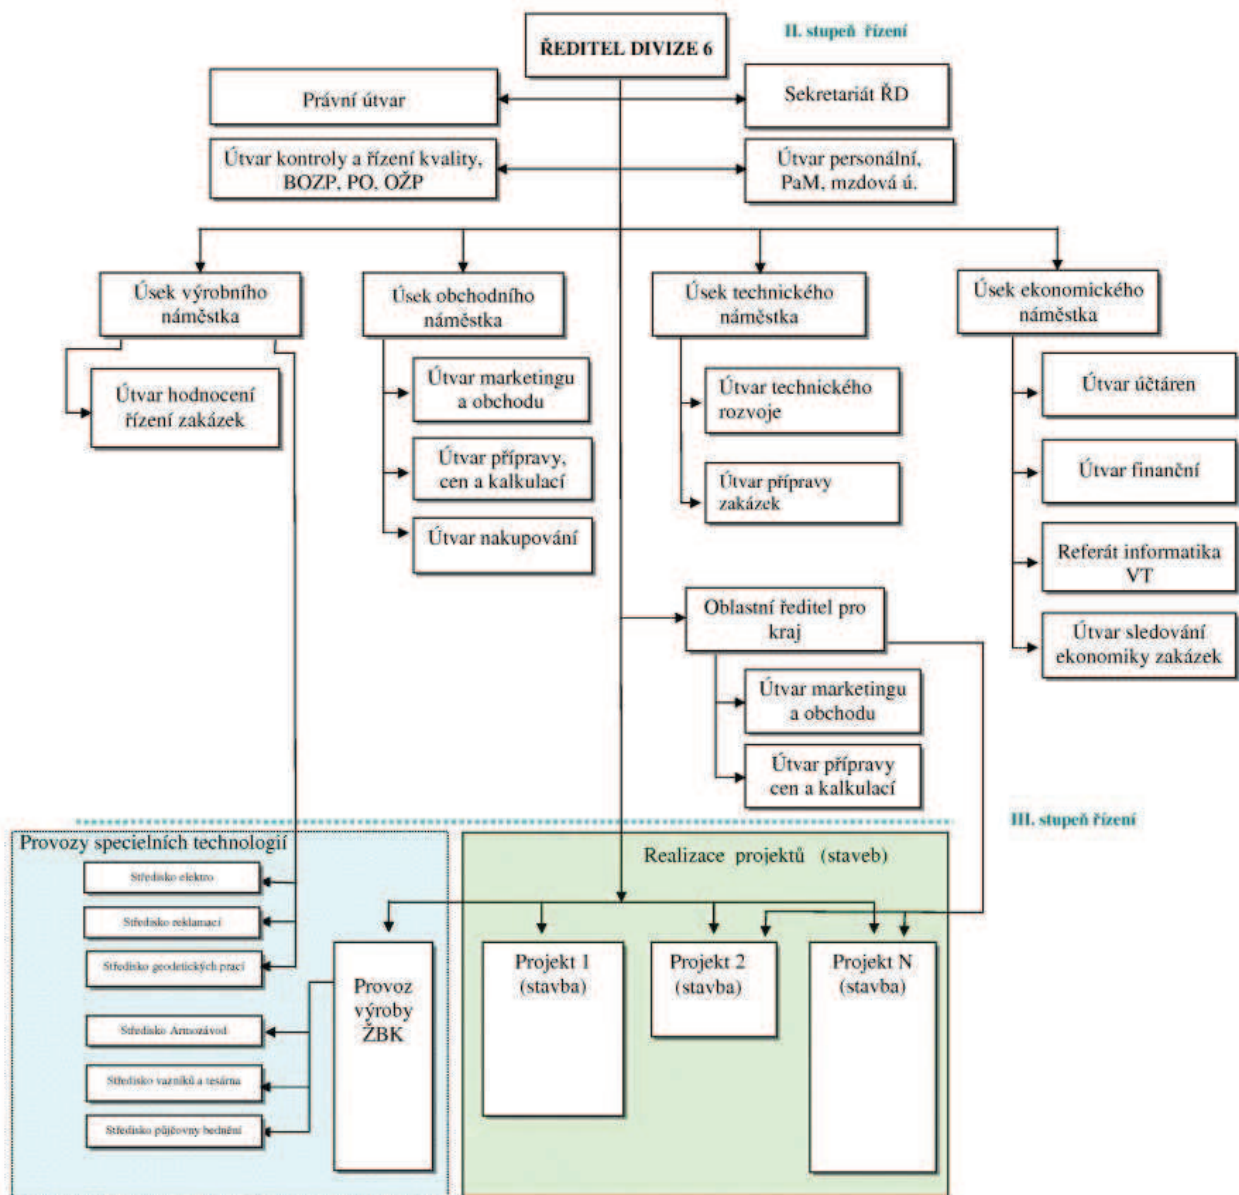 II. stupeň řízení
ŘEDITEL DIVIZE 6
Právní útvar
Sekretariát ŘD
Útvar kontroly a řízení kvality,
BOZP, PO, OŽP
Útvar personální,
PaM, mzdová ú.
Úsek výrobního
náměstka
Úsek obchodního
náměstka
Úsek technického
náměstka
Úsek ekonomického
náměstka
Útvar hodnocení
řízení zakázek
Útvar marketingu
a obchodu
Útvar přípravy,
cen a kalkulací
Útvar nakupování
Útvar technického
rozvoje
Útvar přípravy
zakázek
Útvar účtáren
Útvar finanční
Referát informatika
VT
Útvar sledování
ekonomiky zakázek
Oblastní ředitel pro
kraj
Útvar marketingu
a obchodu
Útvar přípravy
cen a kalkulací
III. stupeň řízení
Provozy specielních technologií
Středisko elektro
Středisko reklamací
Středisko geodetických prací
Středisko Armozávod
Středisko vazníků a tesárna
Středisko půjčovny bednění
Provoz
výroby
ŽBK
Realizace projektů (staveb)
Projekt 1
(stavba)
Projekt 2
(stavba)
Projekt N
(stavba)